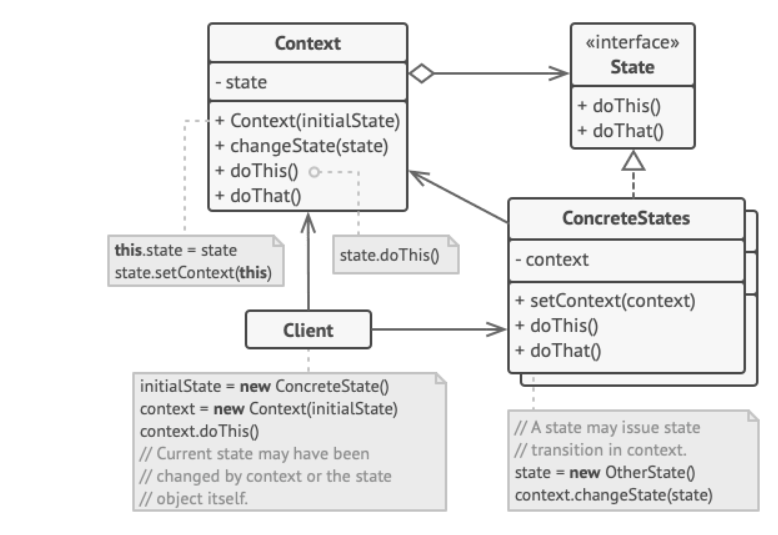 Context
- state
+ Context(initialState)
+ changeState(state)
+ doThis()
+ doThat()
«interface»
State
+ doThis()
+ doThat()
this.state = state
state.setContext(this)
state.doThis()
ConcreteStates
- context
+ setContext(context)
+ doThis()
+ doThat()
Client
initialState = new ConcreteState()
context = new Context(initialState)
context.doThis()
// Current state may have been
// changed by context or the state
// object itself.
// A state may issue state
// transition in context.
state = new OtherState()
context.changeState(state)